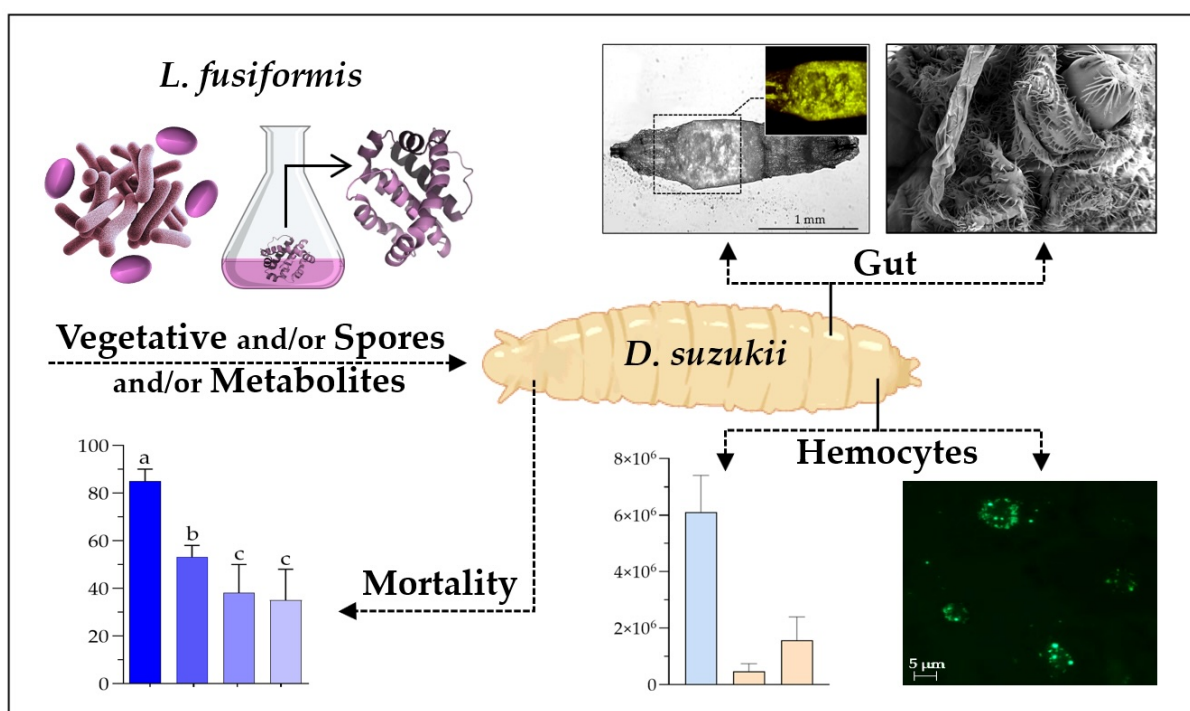 L. fusiformis
1 mm
Gut
Vegetative and/or Spores
and/or Metabolites
D. suzukii
Hemocytes
Mortality
100
80
60
40
20
0
a
b
c
c
8×10⁶
6×10⁶
4×10⁶
2×10⁶
0
5 µm